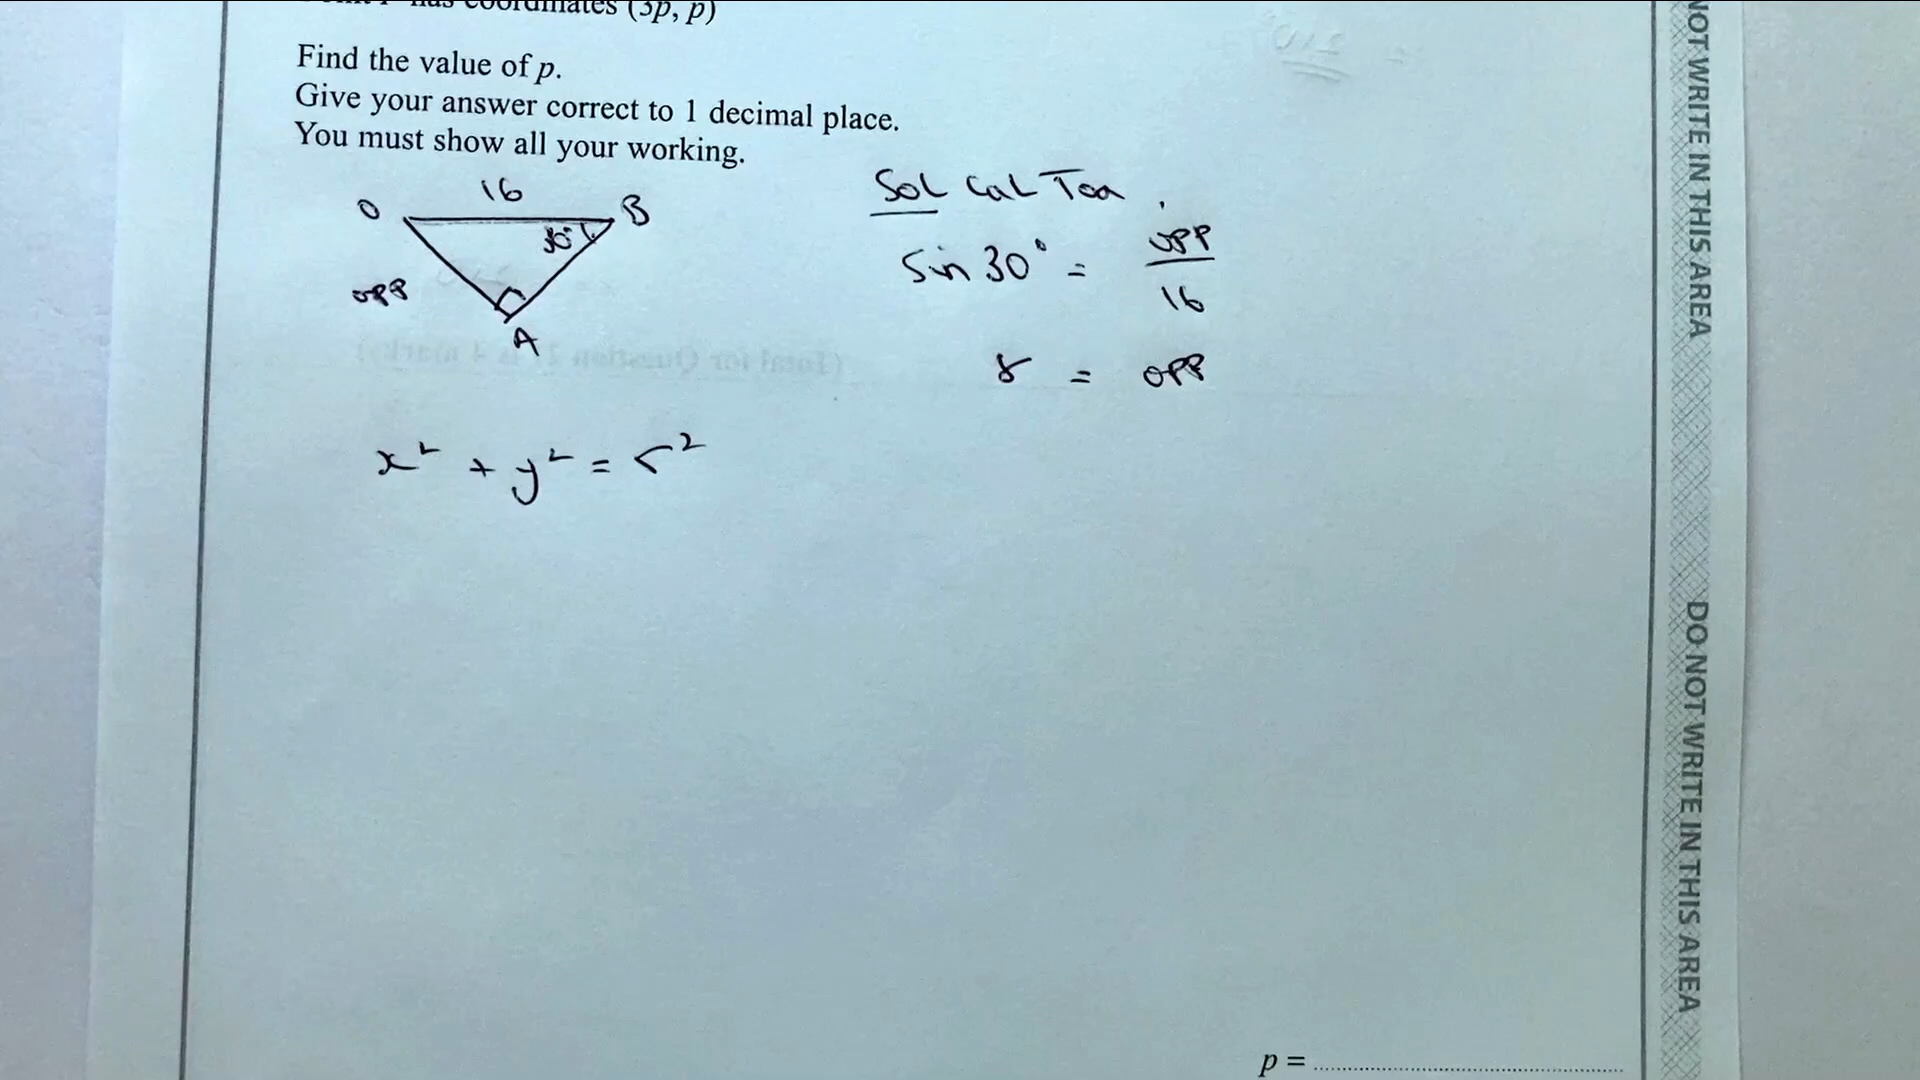 has coordinates (3p, p)
Find the value of p.
Give your answer correct to 1 decimal place.
You must show all your working.
16
O
B
30°
opp
A
SOH CAH TOA
sin 30° = opp / 16
8 = opp
x² + y² = r²
p =
NOT WRITE IN THIS AREA
DO NOT WRITE IN THIS AREA